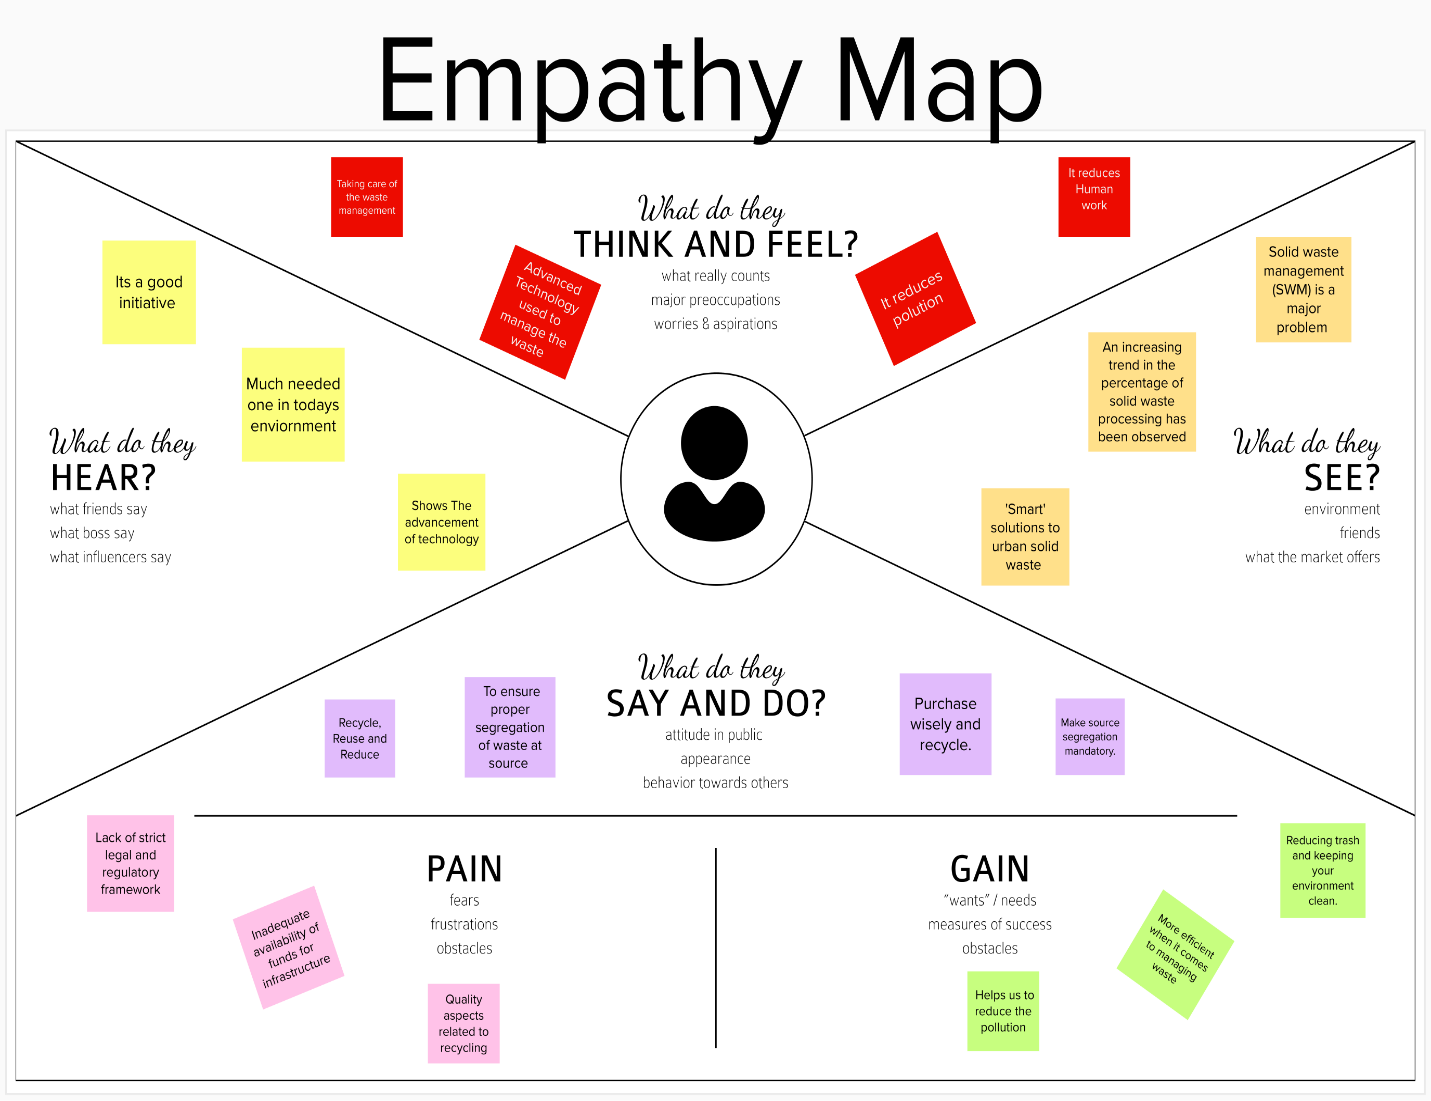 Empathy Map
Taking care of
the waste
management
Advanced
Technology
used to
manage the
waste
What do they
THINK AND FEEL?
what really counts
major preoccupations
worries & aspirations
It reduces
polution
It reduces
Human
work
Its a good
initiative
Much needed
one in todays
enviornment
Shows The
advancement
of technology
What do they
HEAR?
what friends say
what boss say
what influencers say
Solid waste
management
(SWM) is a
major
problem
An increasing
trend in the
percentage of
solid waste
processing has
been observed
'Smart'
solutions to
urban solid
waste
What do they
SEE?
environment
friends
what the market offers
Recycle,
Reuse and
Reduce
To ensure
proper
segregation
of waste at
source
What do they
SAY AND DO?
attitude in public
appearance
behavior towards others
Purchase
wisely and
recycle.
Make source
segregation
mandatory.
Lack of strict
legal and
regulatory
framework
Inadequate
availability of
funds for
infrastructure
PAIN
fears
frustrations
obstacles
Quality
aspects
related to
recycling
GAIN
"wants" / needs
measures of success
obstacles
Helps us to
reduce the
pollution
More efficient
when it comes
to managing
waste
Reducing trash
and keeping
your
environment
clean.